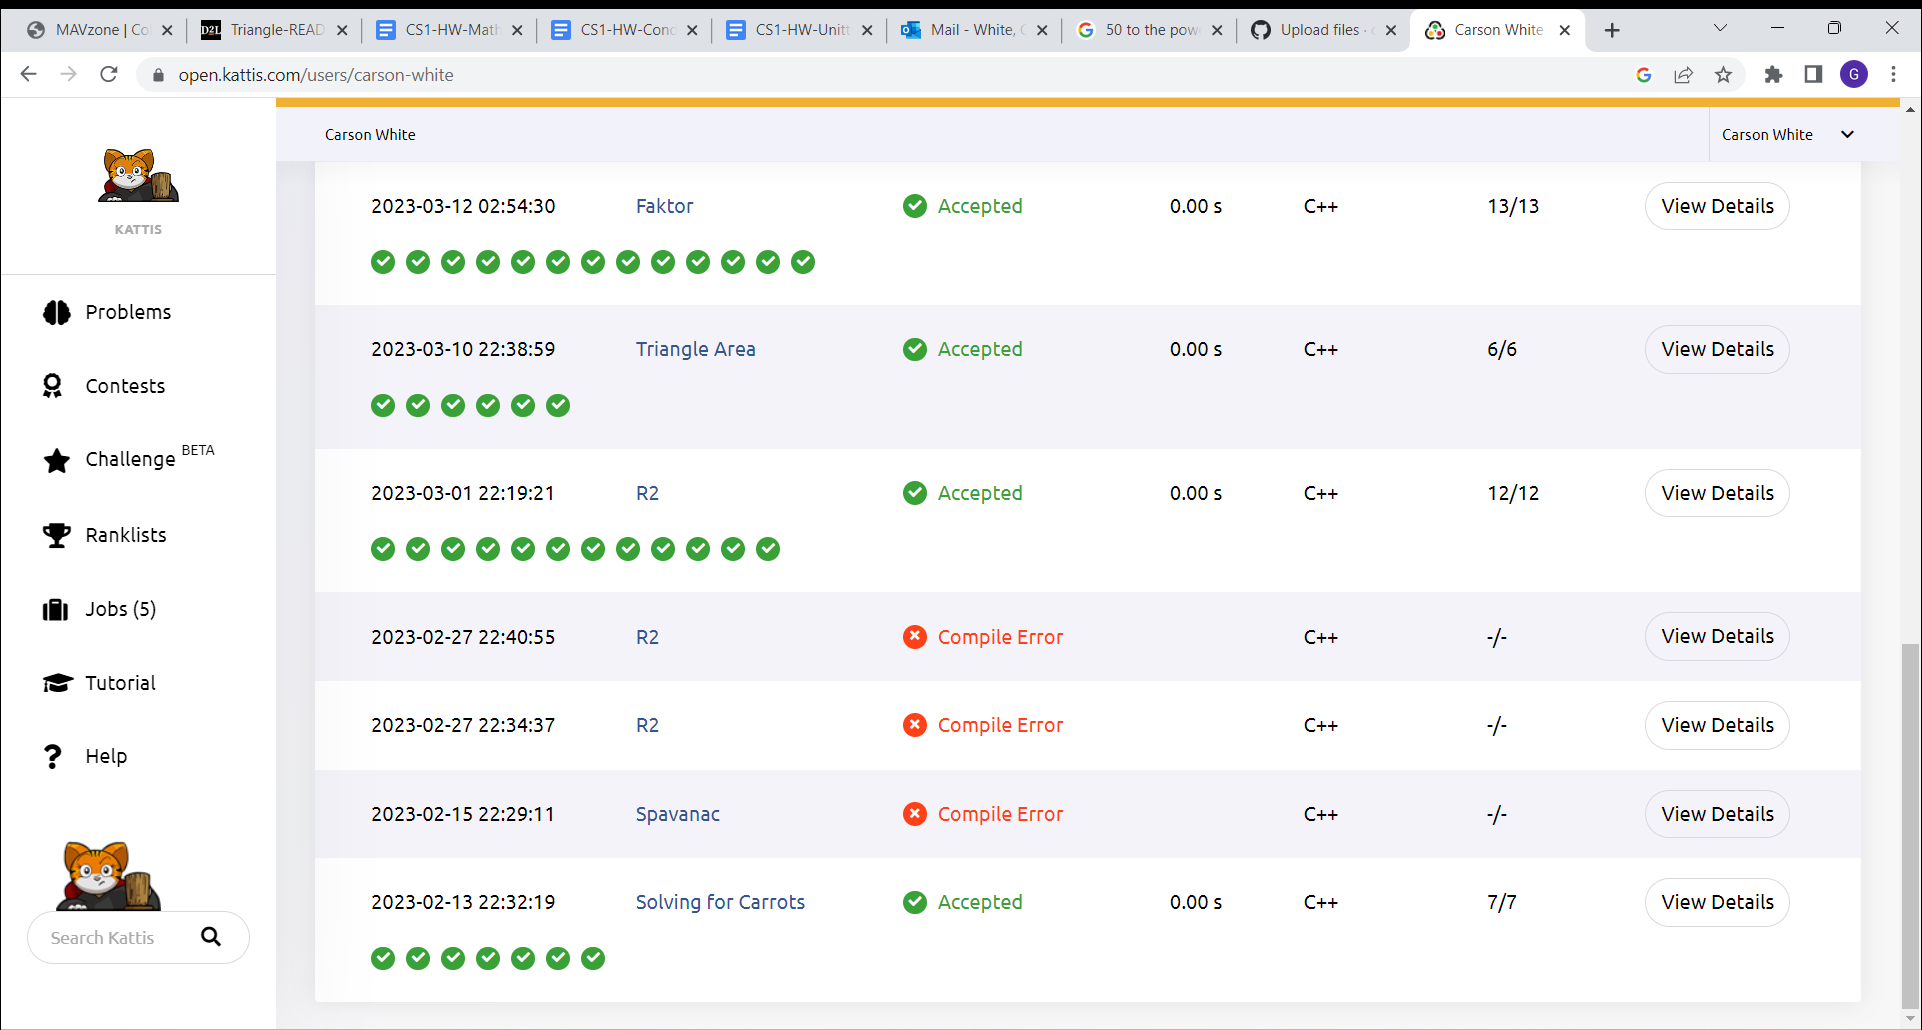 MAVzone | Co
Triangle-READ
CS1-HW-Math
CS1-HW-Cond
CS1-HW-Unitt
Mail - White, C
50 to the pow
Upload files · c
Carson White
open.kattis.com/users/carson-white
G
KATTIS
Problems
Contests
Challenge BETA
Ranklists
Jobs (5)
Tutorial
Help
Search Kattis
Carson White
Carson White
2023-03-12 02:54:30 Faktor Accepted 0.00 s C++ 13/13 View Details
2023-03-10 22:38:59 Triangle Area Accepted 0.00 s C++ 6/6 View Details
2023-03-01 22:19:21 R2 Accepted 0.00 s C++ 12/12 View Details
2023-02-27 22:40:55 R2 Compile Error C++ -/- View Details
2023-02-27 22:34:37 R2 Compile Error C++ -/- View Details
2023-02-15 22:29:11 Spavanac Compile Error C++ -/- View Details
2023-02-13 22:32:19 Solving for Carrots Accepted 0.00 s C++ 7/7 View Details